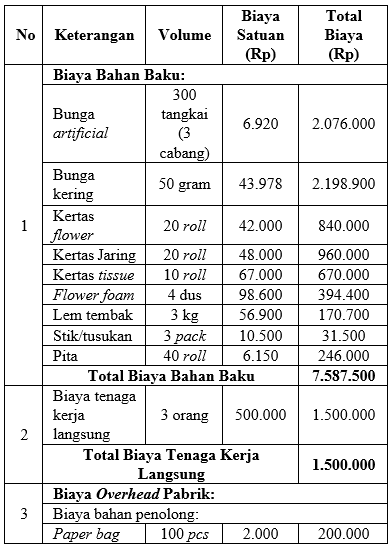 No Keterangan Volume Biaya Satuan (Rp) Total Biaya (Rp)
1 Biaya Bahan Baku:
Bunga artificial 300 tangkai (3 cabang) 6.920 2.076.000
Bunga kering 50 gram 43.978 2.198.900
Kertas flower 20 roll 42.000 840.000
Kertas Jaring 20 roll 48.000 960.000
Kertas tissue 10 roll 67.000 670.000
Flower foam 4 dus 98.600 394.400
Lem tembak 3 kg 56.900 170.700
Stik/tusukan 3 pack 10.500 31.500
Pita 40 roll 6.150 246.000
Total Biaya Bahan Baku 7.587.500
2 Biaya tenaga kerja langsung 3 orang 500.000 1.500.000
Total Biaya Tenaga Kerja Langsung 1.500.000
3 Biaya Overhead Pabrik:
Biaya bahan penolong:
Paper bag 100 pcs 2.000 200.000